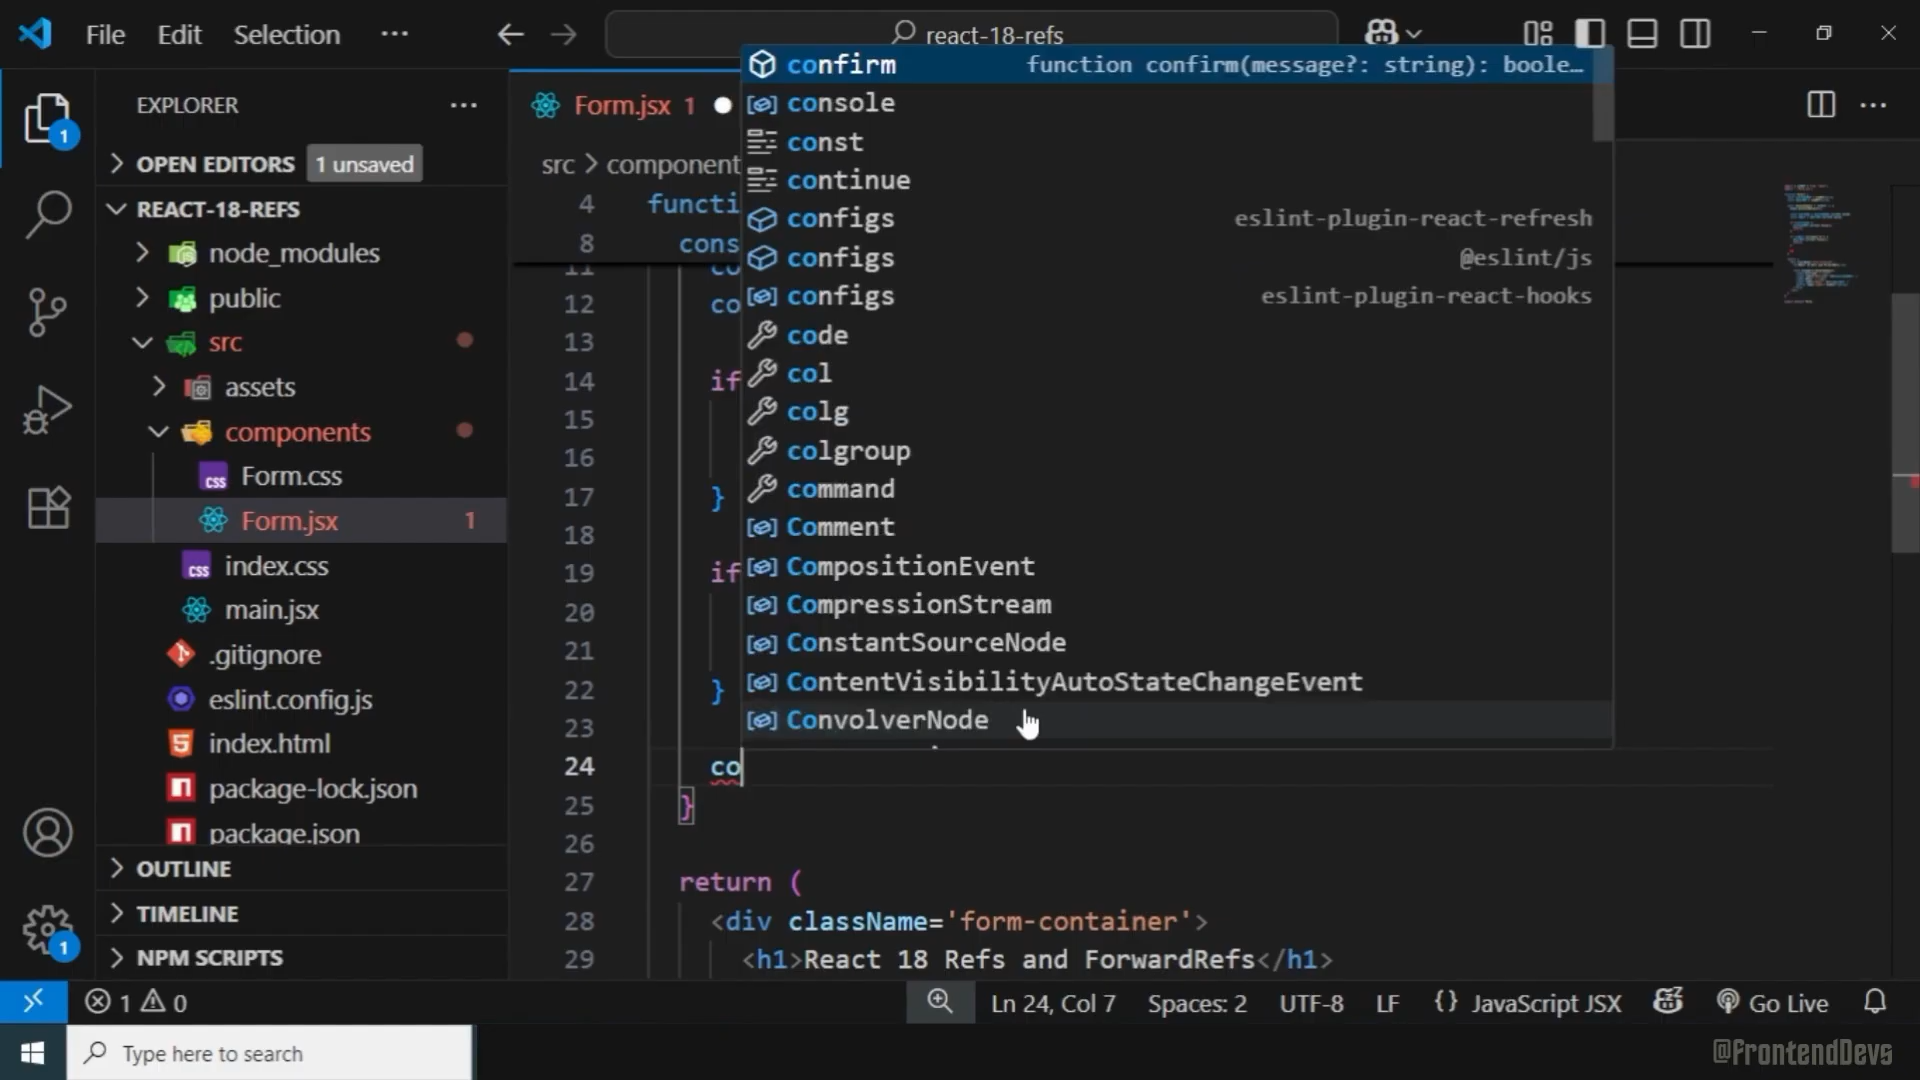 File Edit Selection ··· react-18-refs
EXPLORER ···
OPEN EDITORS 1 unsaved
REACT-18-REFS
node_modules
public
src
assets
components
Form.css
Form.jsx 1
index.css
main.jsx
.gitignore
eslint.config.js
index.html
package-lock.json
package.json
OUTLINE
TIMELINE
NPM SCRIPTS
1
1
Form.jsx 1
src > component
4 functi
8 cons
11 co
12 co
13
14 if
15
16
17 }
18
19 if
20
21
22 }
23
24 co
25 }
26
27 return (
28 <div className='form-container'>
29 <h1>React 18 Refs and ForwardRefs</h1>
confirm function confirm(message?: string): boole…
console
const
continue
configs eslint-plugin-react-refresh
configs @eslint/js
configs eslint-plugin-react-hooks
code
col
colg
colgroup
command
Comment
CompositionEvent
CompressionStream
ConstantSourceNode
ContentVisibilityAutoStateChangeEvent
ConvolverNode
1 0 Ln 24, Col 7 Spaces: 2 UTF-8 LF {} JavaScript JSX Go Live
Type here to search
@FrontendDevs